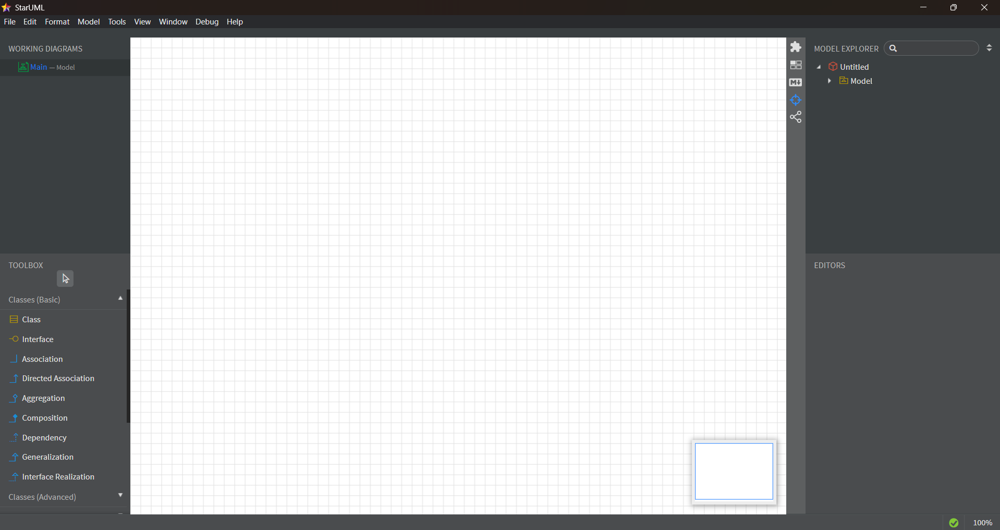 StarUML
File Edit Format Model Tools View Window Debug Help
WORKING DIAGRAMS
Main — Model
TOOLBOX
Classes (Basic)
Class
Interface
Association
Directed Association
Aggregation
Composition
Dependency
Generalization
Interface Realization
Classes (Advanced)
M
MODEL EXPLORER
Untitled
Model
EDITORS
100%